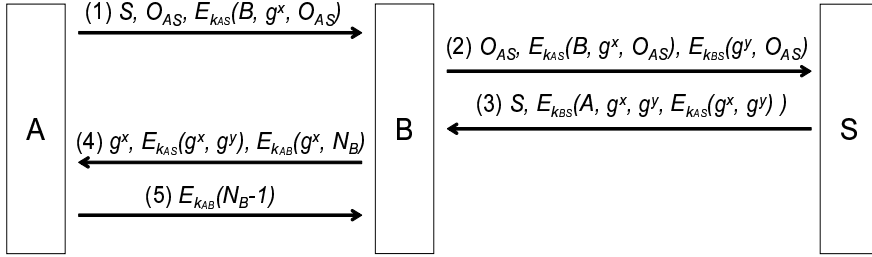 (1) S, O_AS, E_kAS(B, g^x, O_AS)
(2) O_AS, E_kAS(B, g^x, O_AS), E_kBS(g^y, O_AS)
(3) S, E_kBS(A, g^x, g^y, E_kAS(g^x, g^y) )
A
B
S
(4) g^x, E_kAS(g^x, g^y), E_kAB(g^x, N_B)
(5) E_kAB(N_B-1)